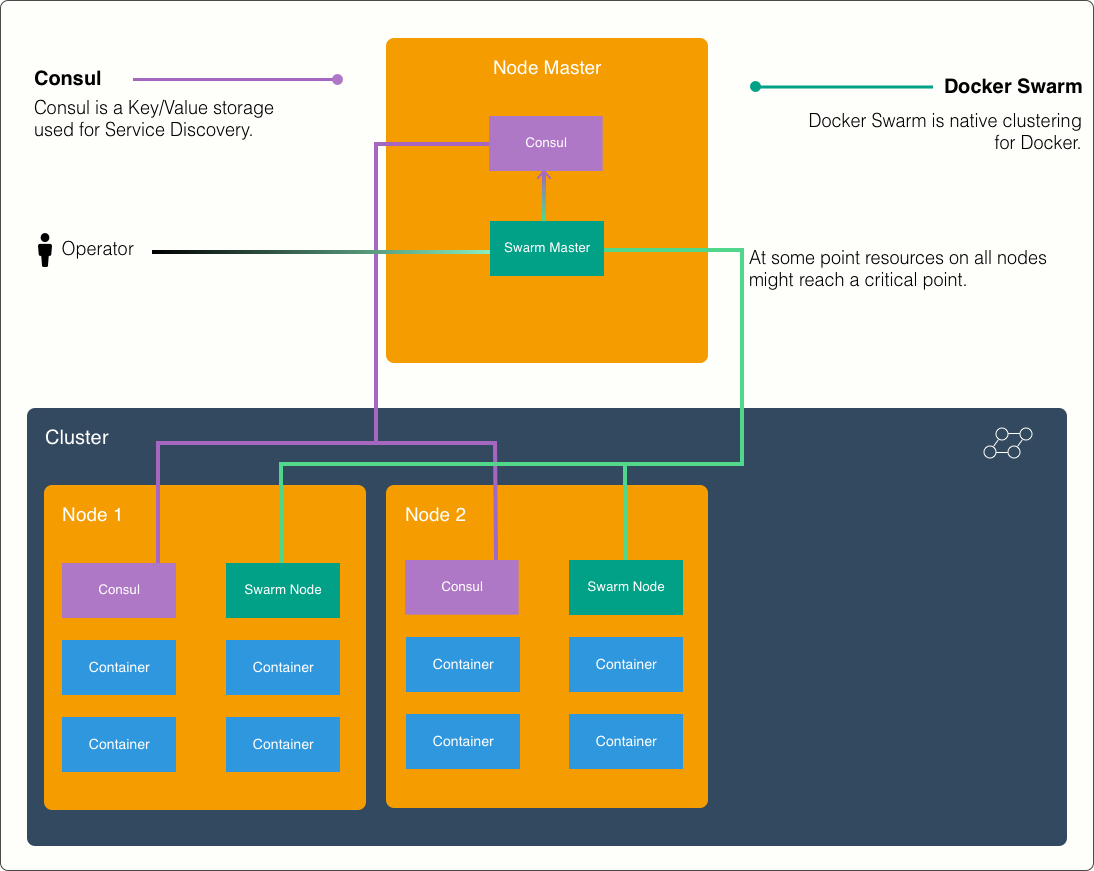 Node Master
Consul
Consul is a Key/Value storage
used for Service Discovery.
Docker Swarm
Docker Swarm is native clustering
for Docker.
Consul
Operator
Swarm Master
At some point resources on all nodes
might reach a critical point.
Cluster
Node 1
Consul
Swarm Node
Container
Container
Container
Container
Node 2
Consul
Swarm Node
Container
Container
Container
Container